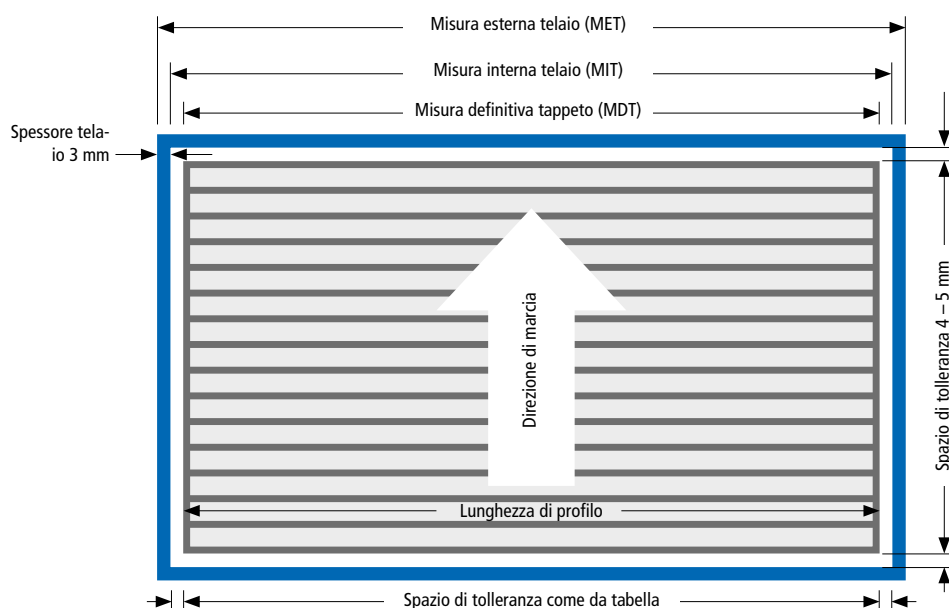 Misura esterna telaio (MET)
Misura interna telaio (MIT)
Misura definitiva tappeto (MDT)
Spessore tela-
io 3 mm
Direzione di marcia
Spazio di tolleranza 4 – 5 mm
Lunghezza di profilo
Spazio di tolleranza come da tabella